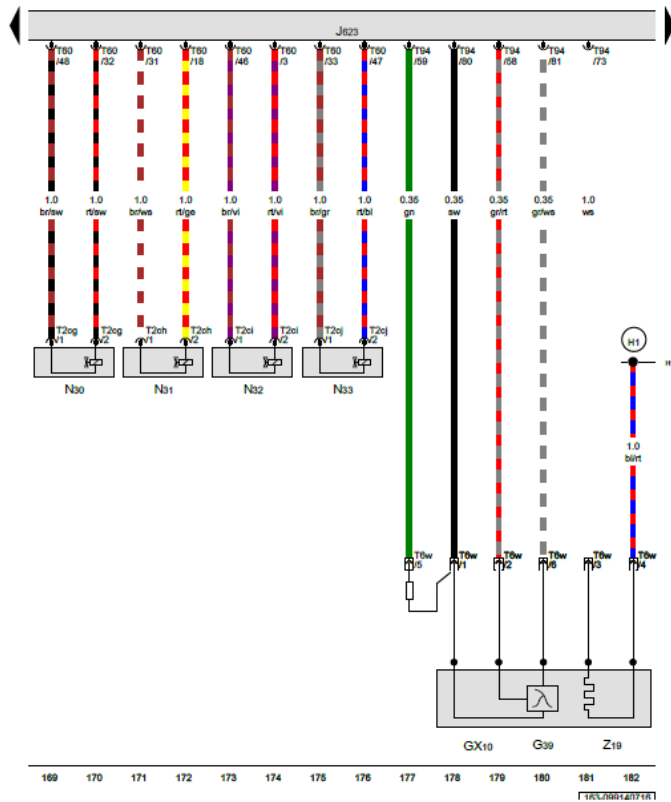 J623
T60 T60 T60 T60 T60 T60 T60 T60 T94 T94 T94 T94 T94
/48 /32 /31 /18 /46 /3 /33 /47 /59 /80 /68 /81 /73
1.0 1.0 1.0 1.0 1.0 1.0 1.0 1.0 0.35 0.35 0.35 0.35 1.0
br/sw rt/sw br/ws rt/ge br/vi rt/vi br/gr rt/bl gn sw gr/rt gr/ws ws
T2cg T2cg T2ch T2ch T2ci T2ci T2cj T2cj
/1 /2 /1 /2 /1 /2 /1 /2
H1
H
N30 N31 N32 N33
1.0
bl/rt
T6w T6w T6w T6w T6w T6w
/5 /1 /2 /6 /3 /4
GX10 G39 Z19
169 170 171 172 173 174 175 176 177 178 179 180 181 182
163-099140716